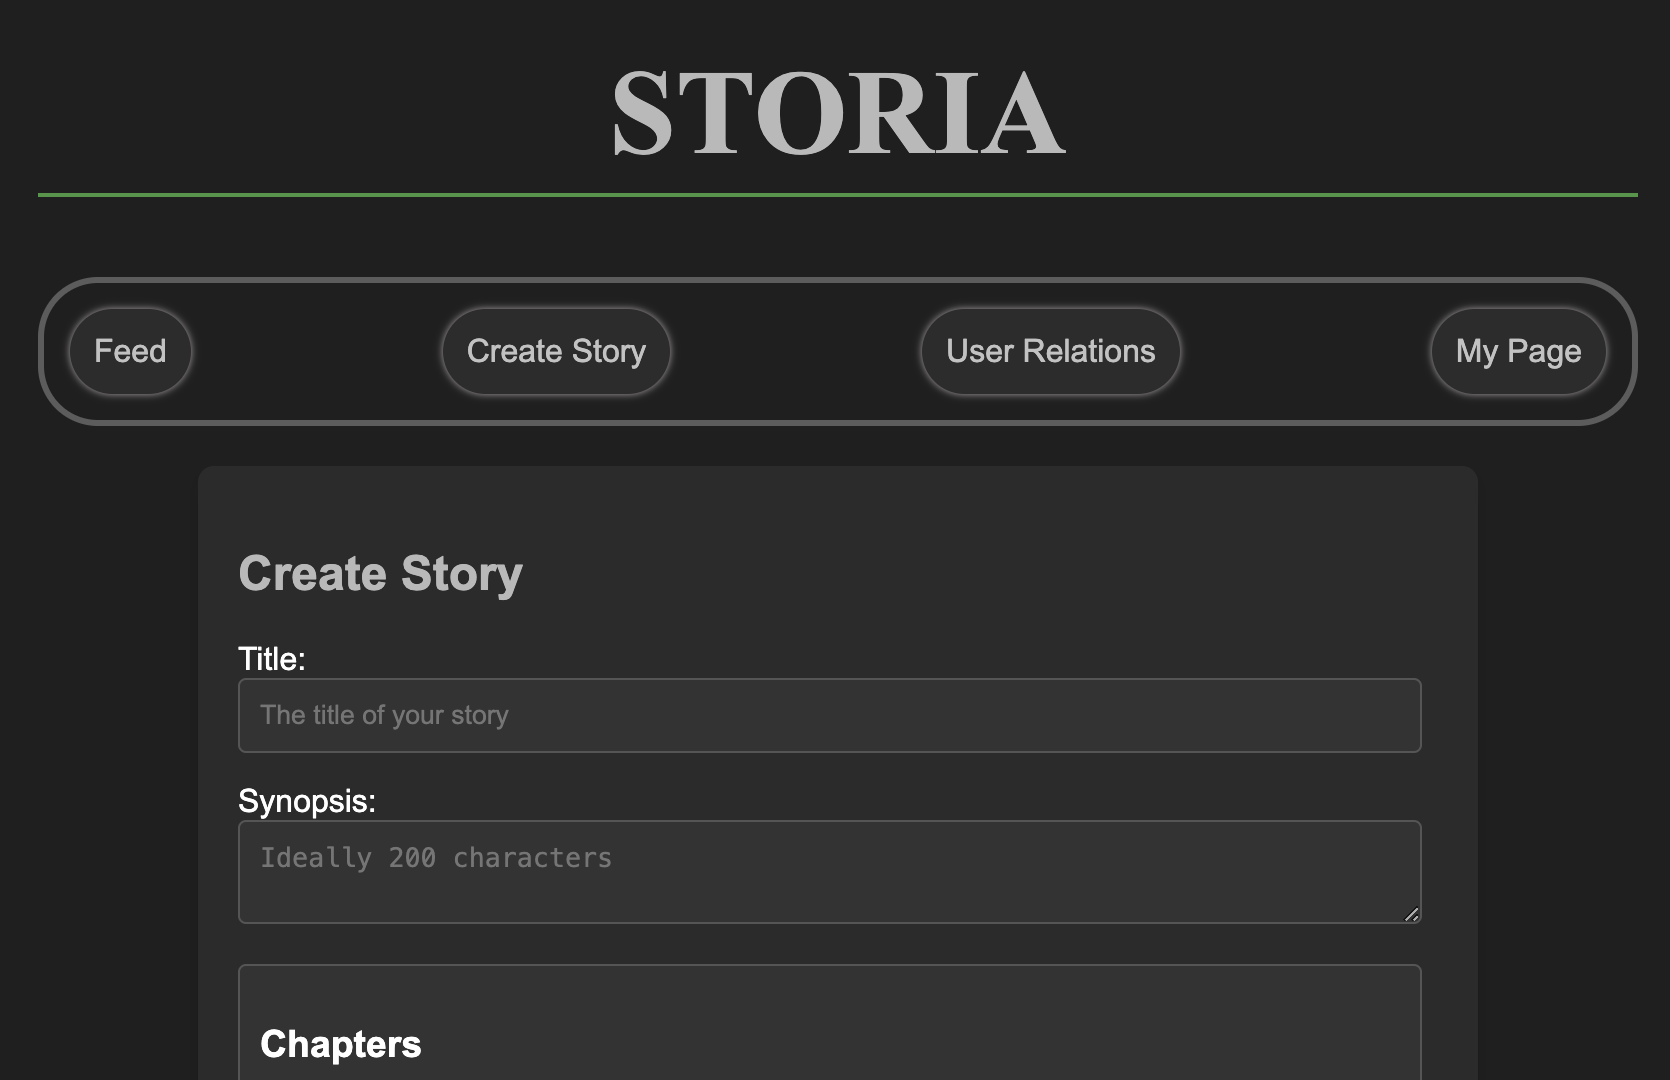 STORIA
Feed
Create Story
User Relations
My Page
Create Story
Title:
The title of your story
Synopsis:
Ideally 200 characters
Chapters